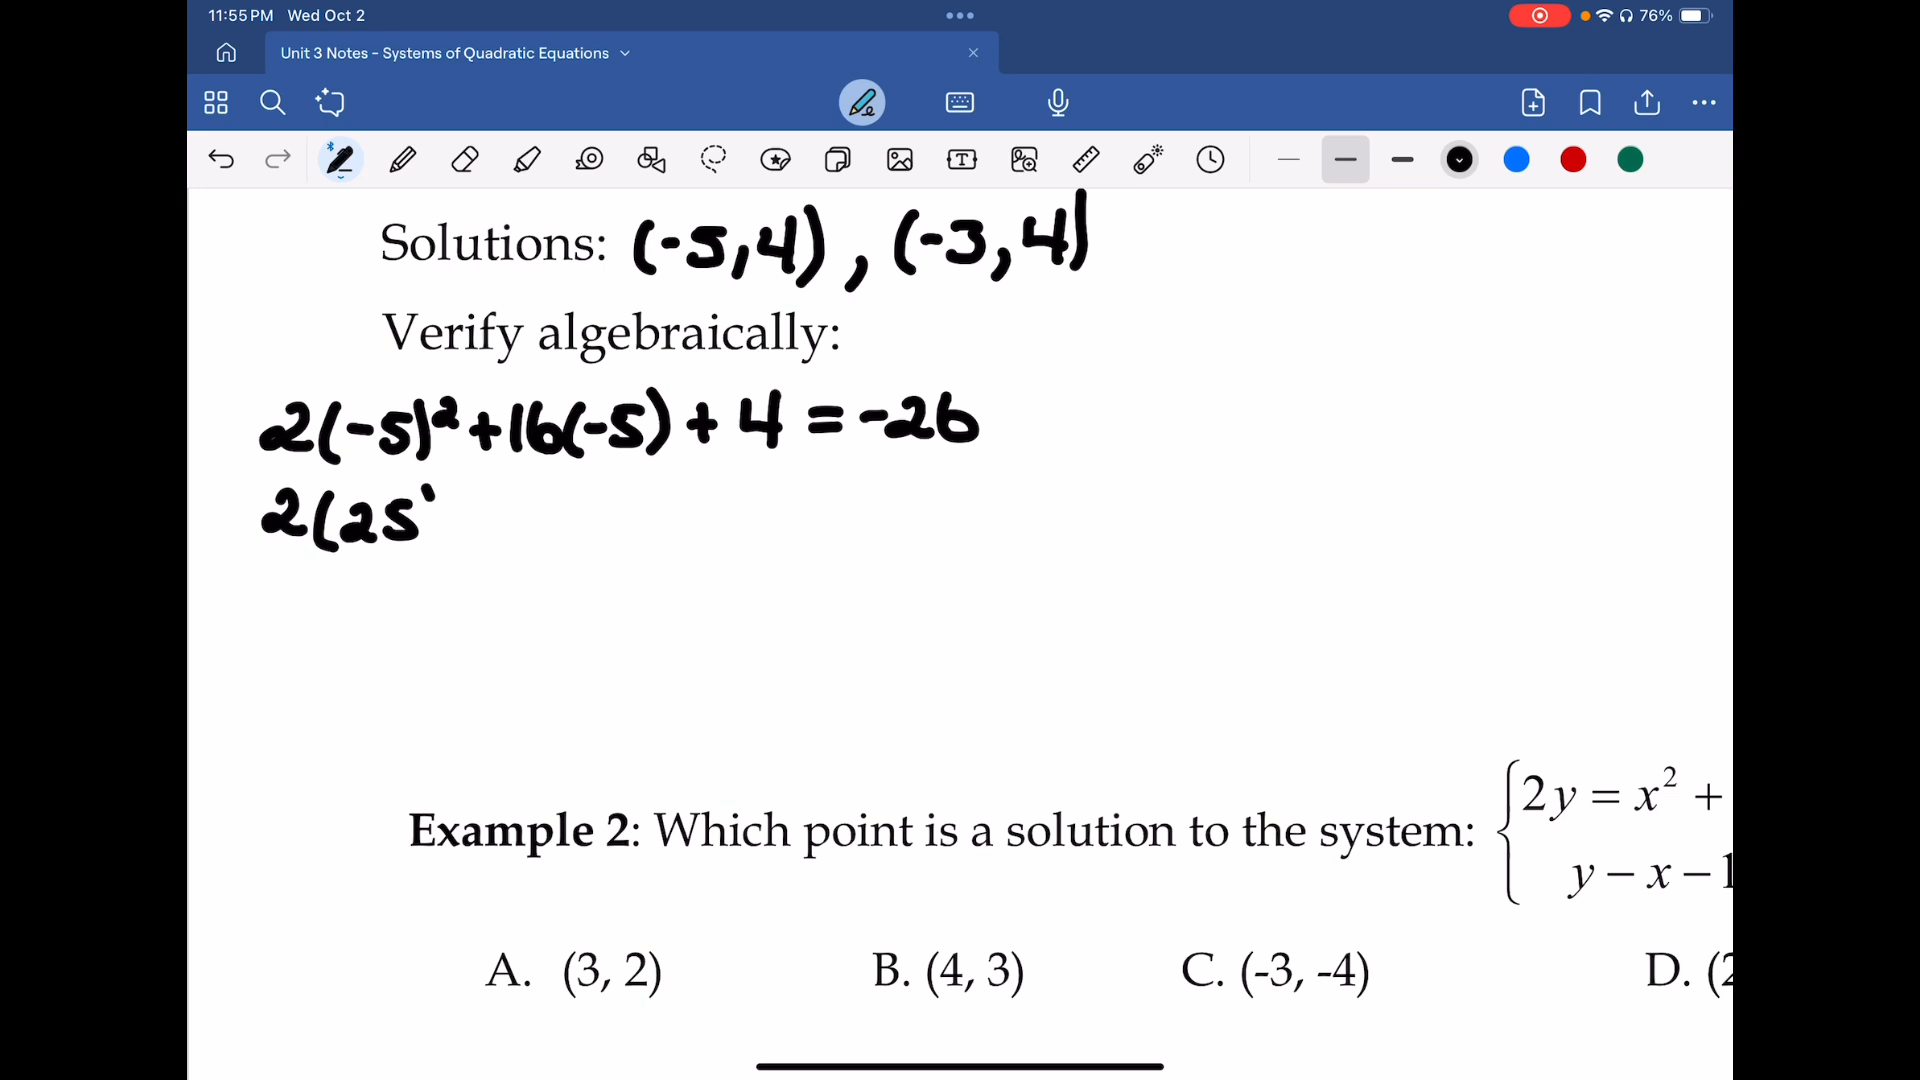 11:55 PM Wed Oct 2 76%
Unit 3 Notes - Systems of Quadratic Equations
Solutions: (-5,4), (-3,4)
Verify algebraically:
2(-5)²+16(-5)+4=-26
2(25
Example 2: Which point is a solution to the system: 2y = x² +
y − x − 1
A. (3, 2) B. (4, 3) C. (-3, -4) D. (2